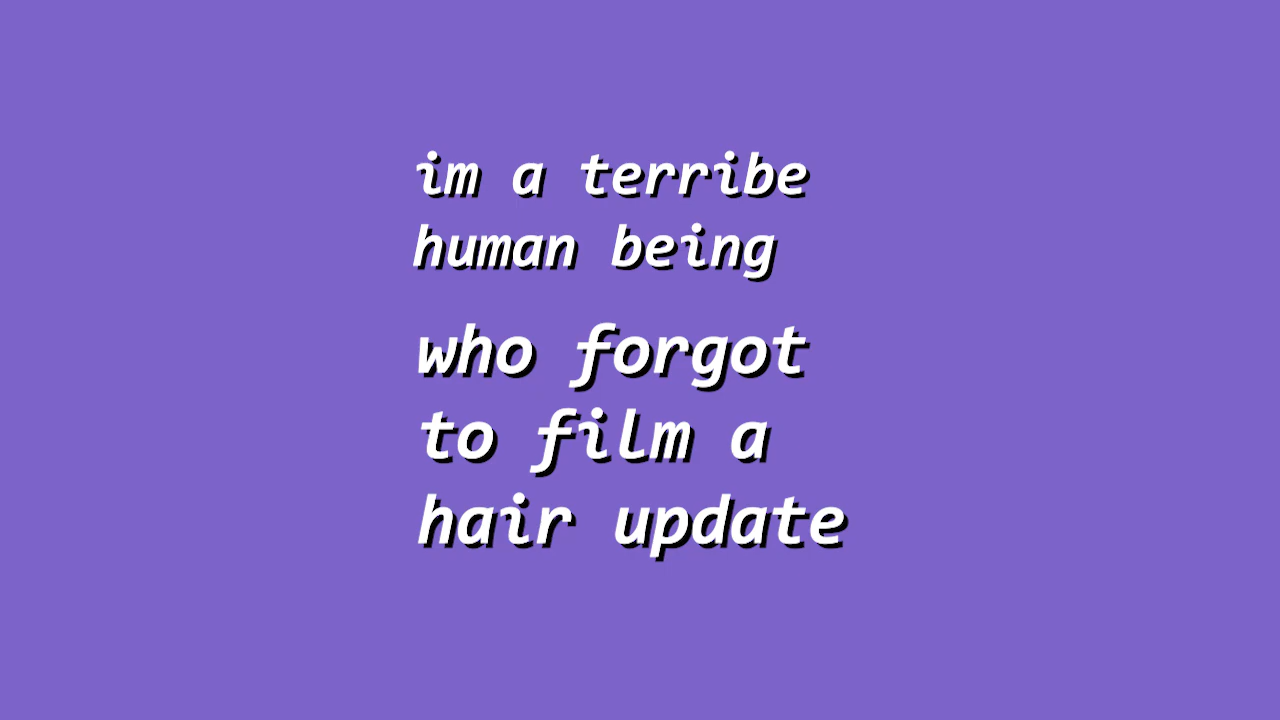 im a terribe
human being
who forgot
to film a
hair update